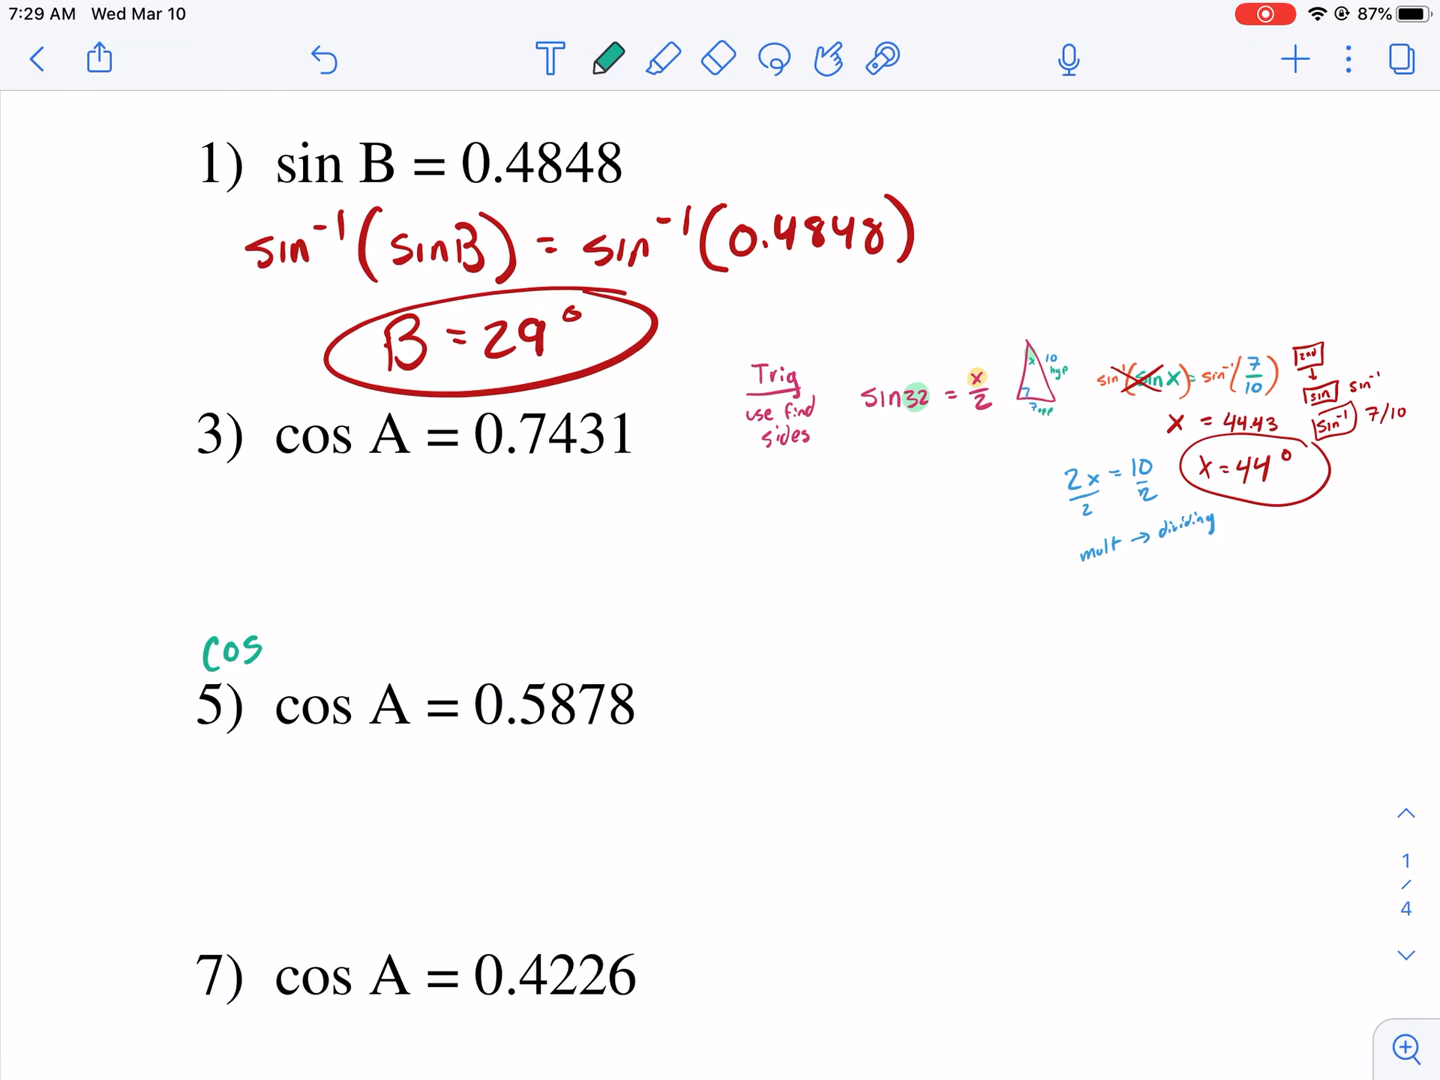 7:29 AM Wed Mar 10
87%
T
1) sin B = 0.4848
sin⁻¹(sinB) = sin⁻¹(0.4848)
B = 29°
Trig
use find
sides
sin32 = x/2
x
10
hyp
7opp
sin⁻¹(sin x) = sin⁻¹(7/10)
x = 44.43
x = 44°
2nd
sin sin⁻¹
sin⁻¹ 7/10
2x/2 = 10/2
mult → dividing
3) cos A = 0.7431
cos
5) cos A = 0.5878
7) cos A = 0.4226
1
/
4